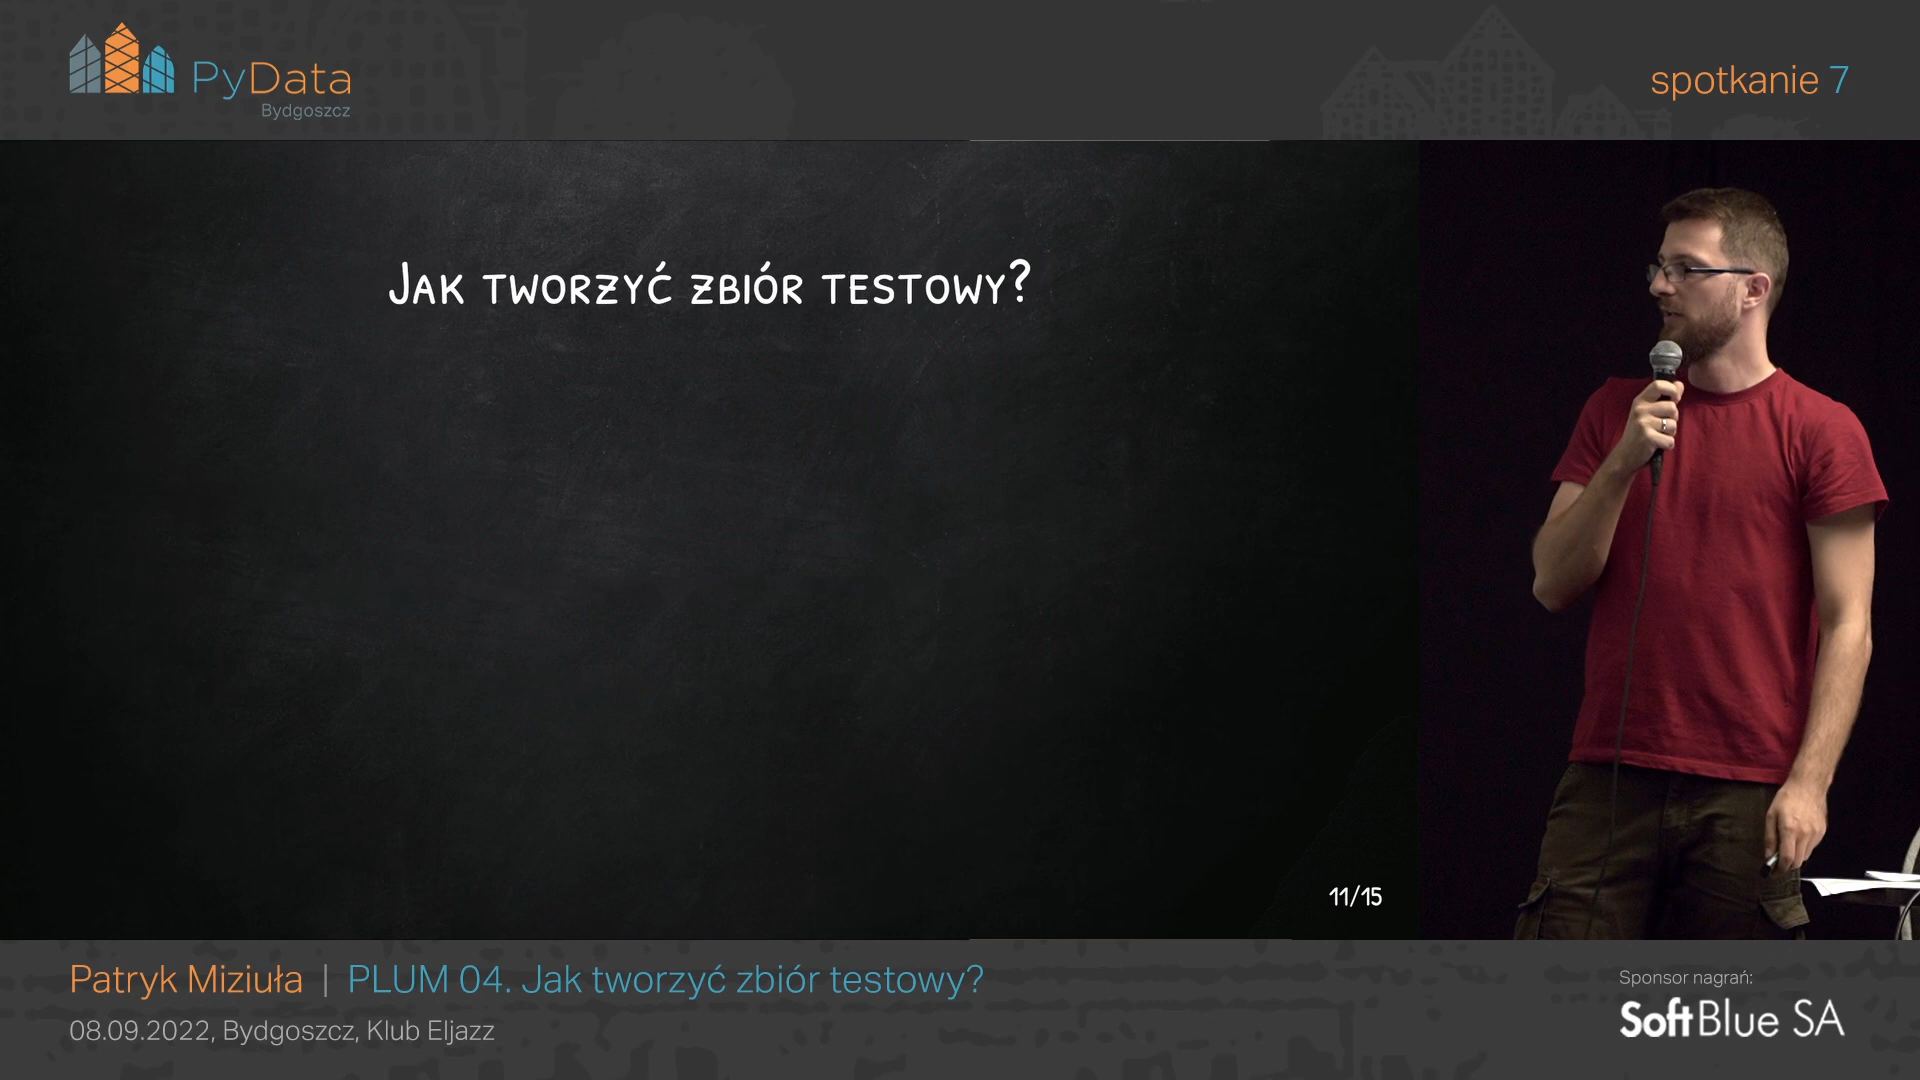 PyData
Bydgoszcz
spotkanie 7
Jak tworzyć zbiór testowy?
11/15
Patryk Miziuła | PLUM 04. Jak tworzyć zbiór testowy?
08.09.2022, Bydgoszcz, Klub Eljazz
Sponsor nagrań:
SoftBlue SA